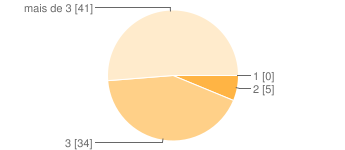 mais de 3 [41]
1 [0]
2 [5]
3 [34]